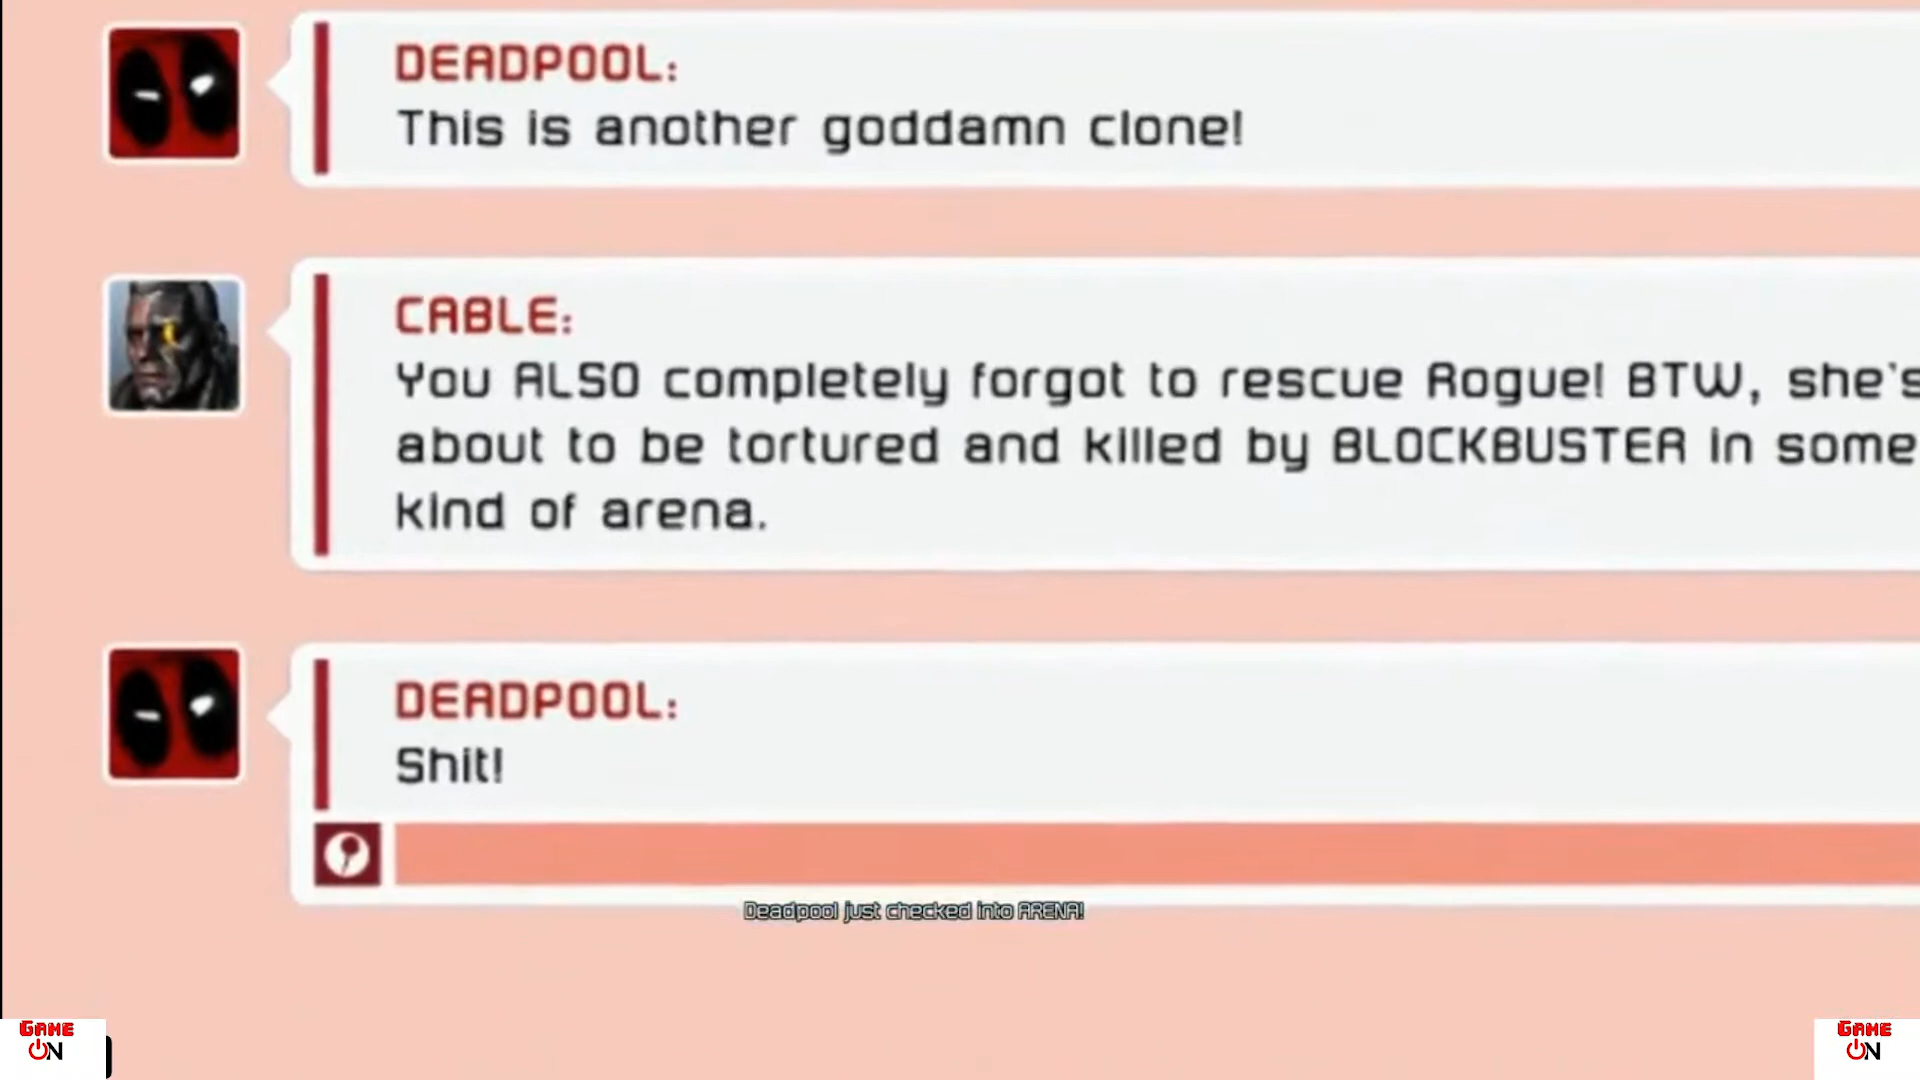 DEADPOOL:
This is another goddamn clone!
CABLE:
You ALSO completely forgot to rescue Rogue! BTW, she's
about to be tortured and killed by BLOCKBUSTER in some
kind of arena.
DEADPOOL:
Shit!
Deadpool just checked into ARENA!
GAME
ON
GAME
ON